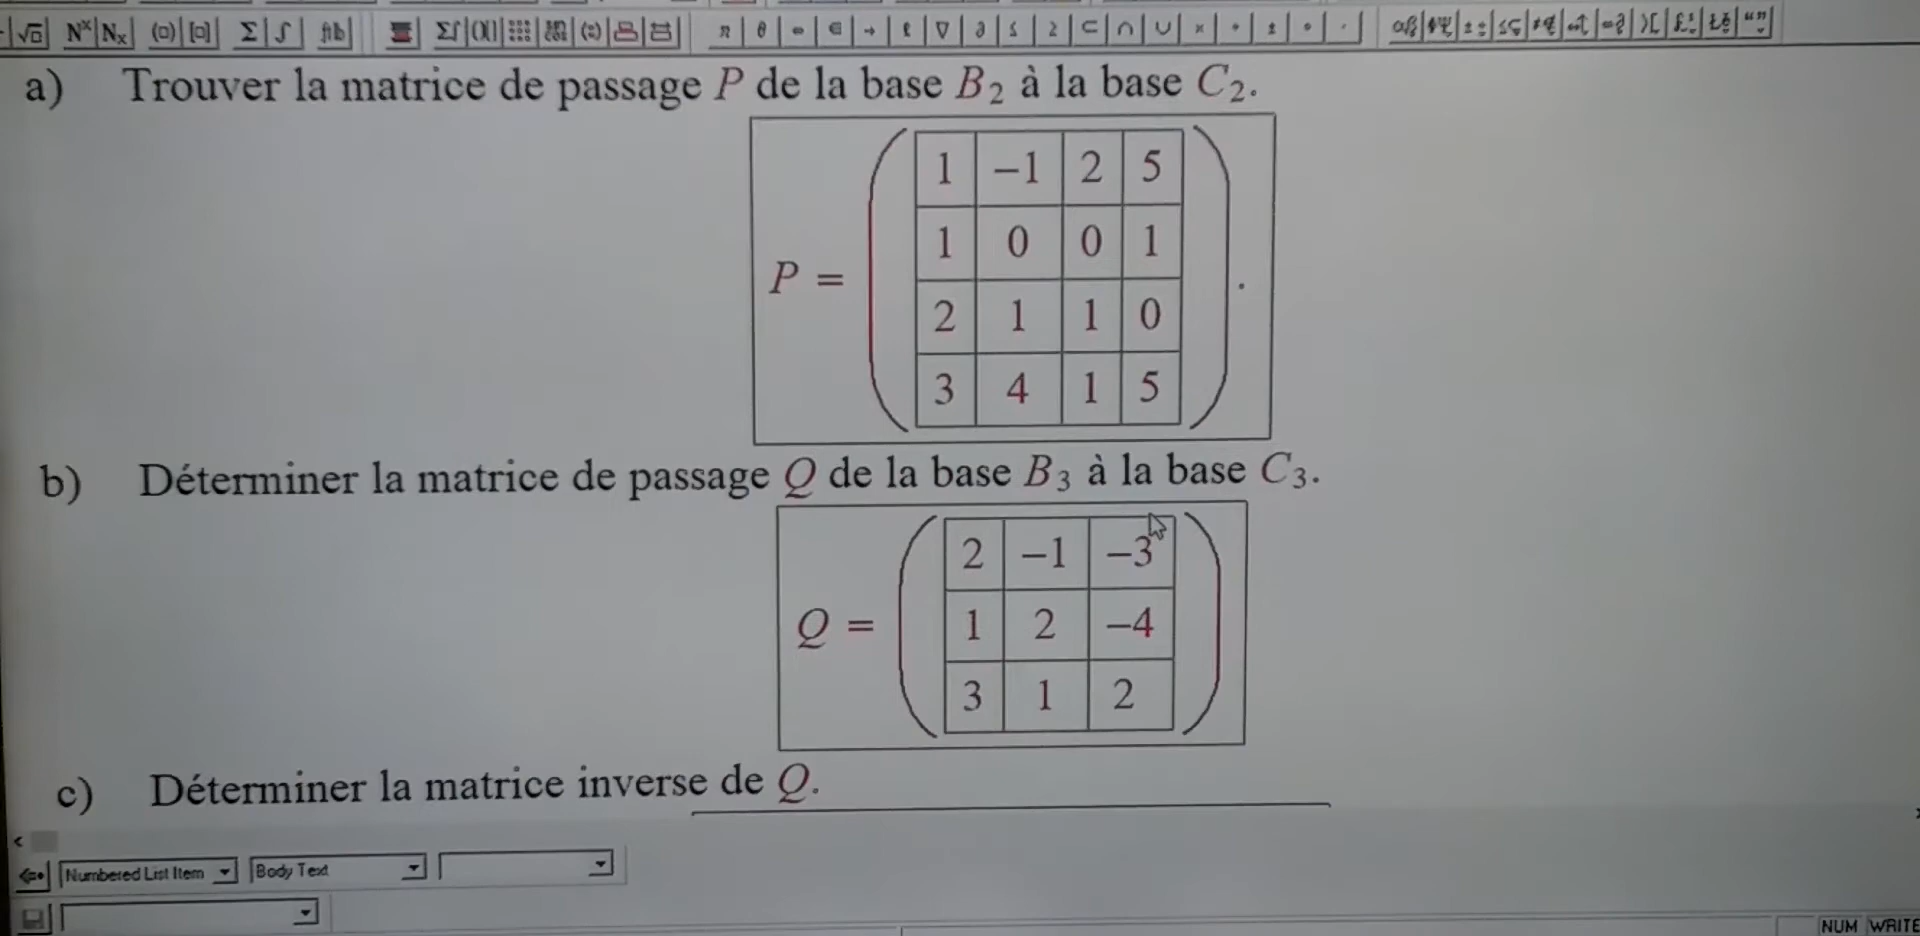 a) Trouver la matrice de passage P de la base B₂ à la base C₂.
P = ( 1 −1 2 5
1 0 0 1
2 1 1 0
3 4 1 5 ) .
b) Déterminer la matrice de passage Q de la base B₃ à la base C₃.
Q = ( 2 −1 −3
1 2 −4
3 1 2 )
c) Déterminer la matrice inverse de Q.
Numbered List Item
Body Text
NUM WRITE